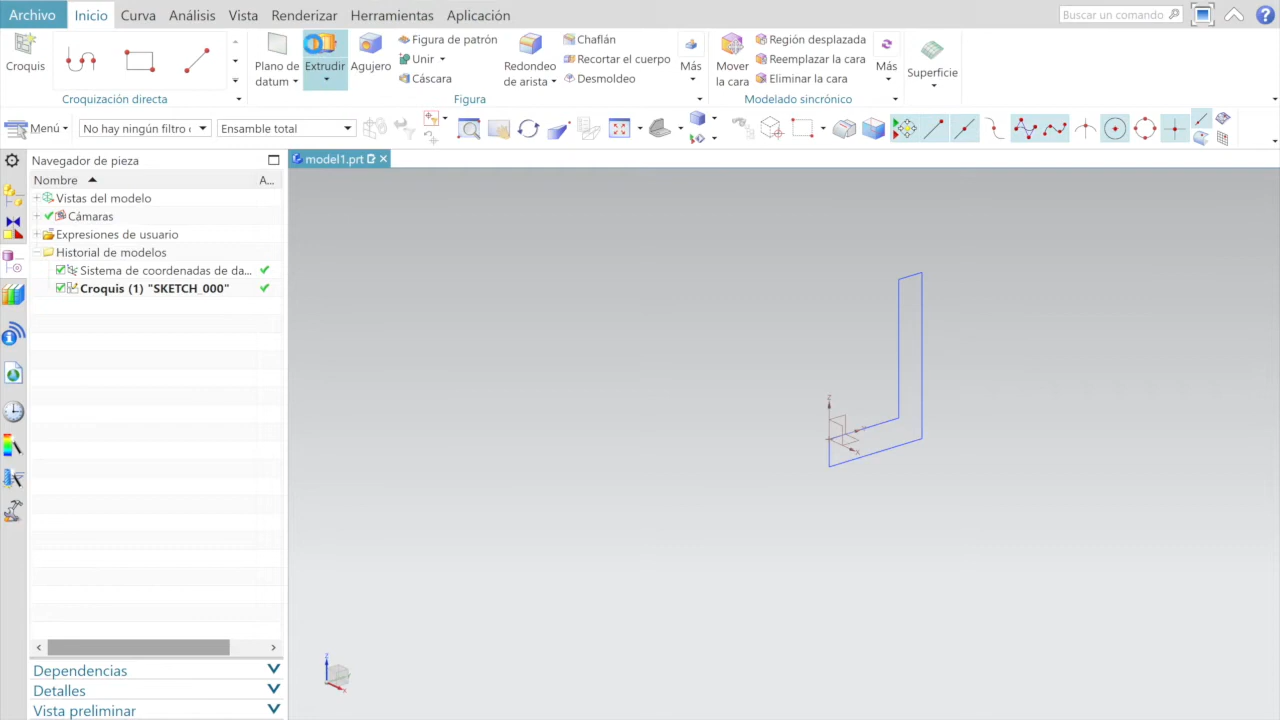 Archivo Inicio Curva Análisis Vista Renderizar Herramientas Aplicación Buscar un comando
Croquis
Croquización directa
Plano de datum
Extrudir
Agujero
Figura de patrón
Unir
Cáscara
Redondeo de arista
Chaflán
Recortar el cuerpo
Desmoldeo
Más
Figura
Mover la cara
Región desplazada
Reemplazar la cara
Eliminar la cara
Más
Modelado sincrónico
Superficie
Menú No hay ningún filtro Ensamble total
Navegador de pieza
model1.prt
Nombre A...
Vistas del modelo
Cámaras
Expresiones de usuario
Historial de modelos
Sistema de coordenadas de da...
Croquis (1) "SKETCH_000"
Z
Y
X
Dependencias
Detalles
Vista preliminar
Z
X